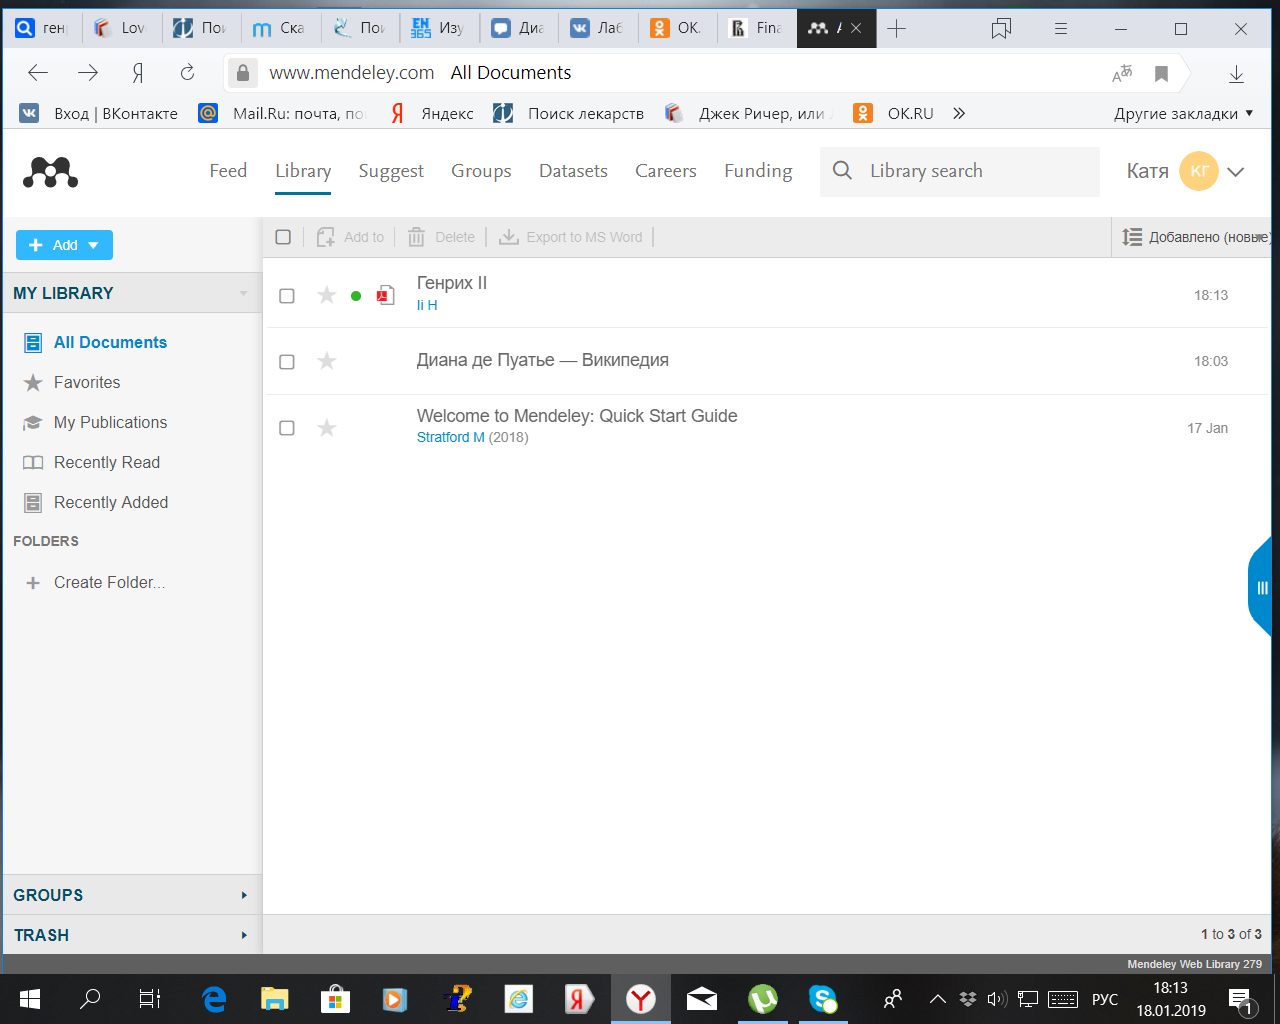 ген
Lov
По
Ска
По
EN Изу
Ди
Лаб
OK.
Fina
www.mendeley.com All Documents
Вход | ВКонтакте
Mail.Ru: почта, по
Яндекс
Поиск лекарств
Джек Ричер, или
OK.RU
»
Другие закладки
Feed
Library
Suggest
Groups
Datasets
Careers
Funding
Library search
Катя
КГ
Add
Add to
Delete
Export to MS Word
Добавлено (новые)
MY LIBRARY
All Documents
Favorites
My Publications
Recently Read
Recently Added
FOLDERS
Create Folder...
Генрих II
Ii H
18:13
Диана де Пуатье — Википедия
18:03
Welcome to Mendeley: Quick Start Guide
Stratford M (2018)
17 Jan
GROUPS
TRASH
1 to 3 of 3
Mendeley Web Library 279
РУС
18:13
18.01.2019
1